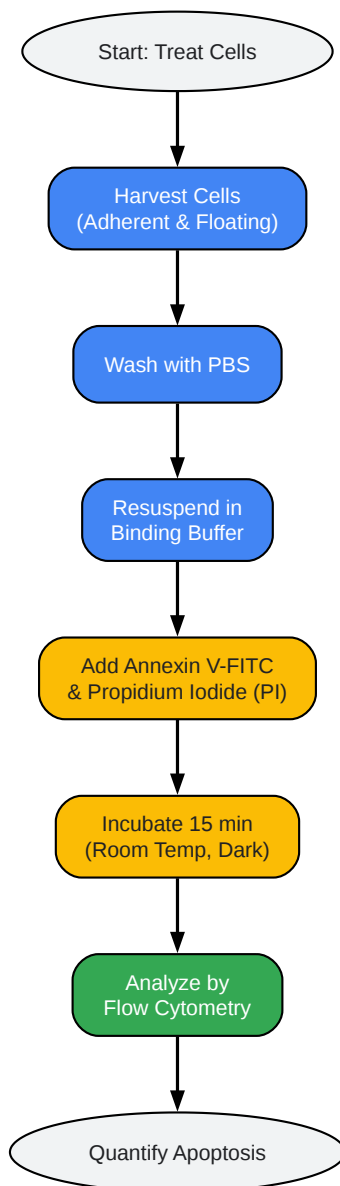 Start: Treat Cells
Harvest Cells
(Adherent & Floating)
Wash with PBS
Resuspend in
Binding Buffer
Add Annexin V-FITC
& Propidium Iodide (PI)
Incubate 15 min
(Room Temp, Dark)
Analyze by
Flow Cytometry
Quantify Apoptosis